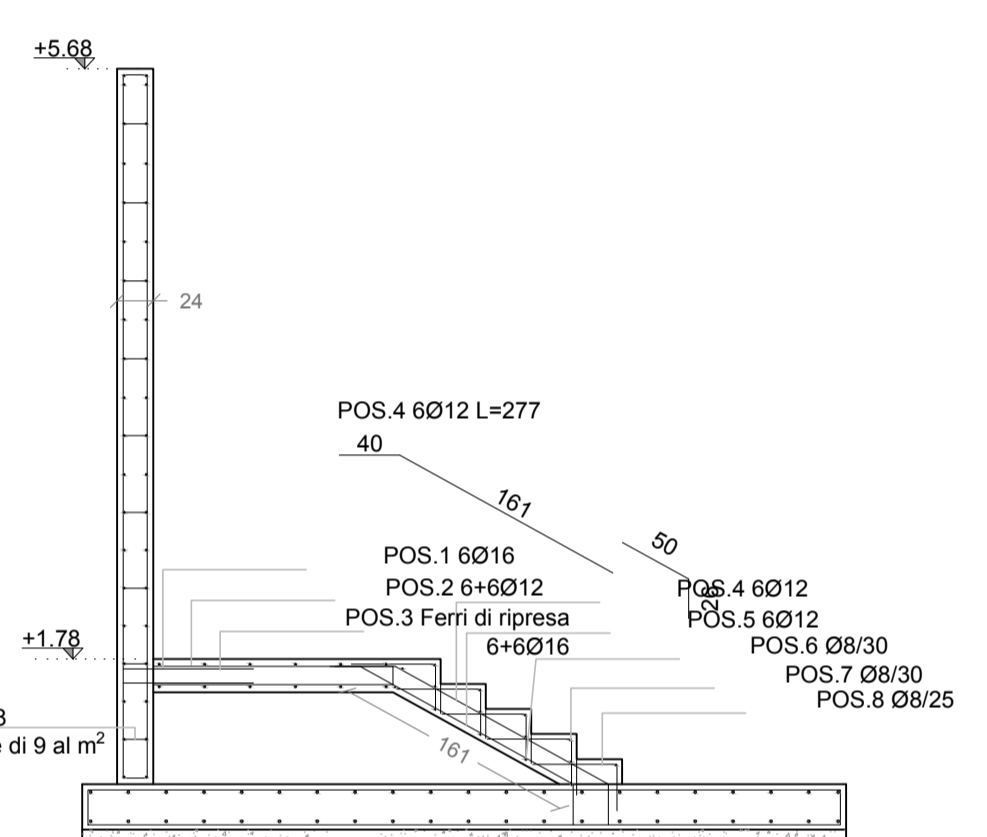 +5.68
24
POS.4 6Ø12 L=277
40
161
50
26
POS.1 6Ø16
POS.2 6+6Ø12
POS.3 Ferri di ripresa
6+6Ø16
POS.4 6Ø12
POS.5 6Ø12
POS.6 Ø8/30
POS.7 Ø8/30
POS.8 Ø8/25
+1.78
di 9 al m²
161